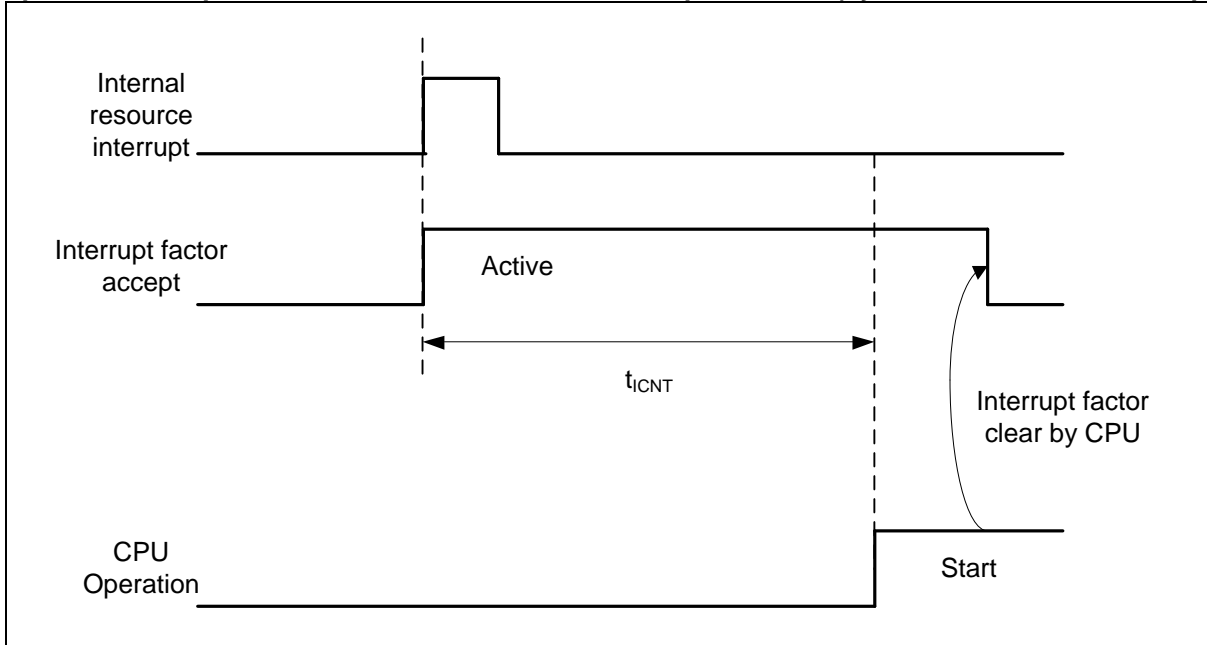 Internal
resource
interrupt
Interrupt factor
accept
Active
tICNT
Interrupt factor
clear by CPU
CPU
Operation
Start